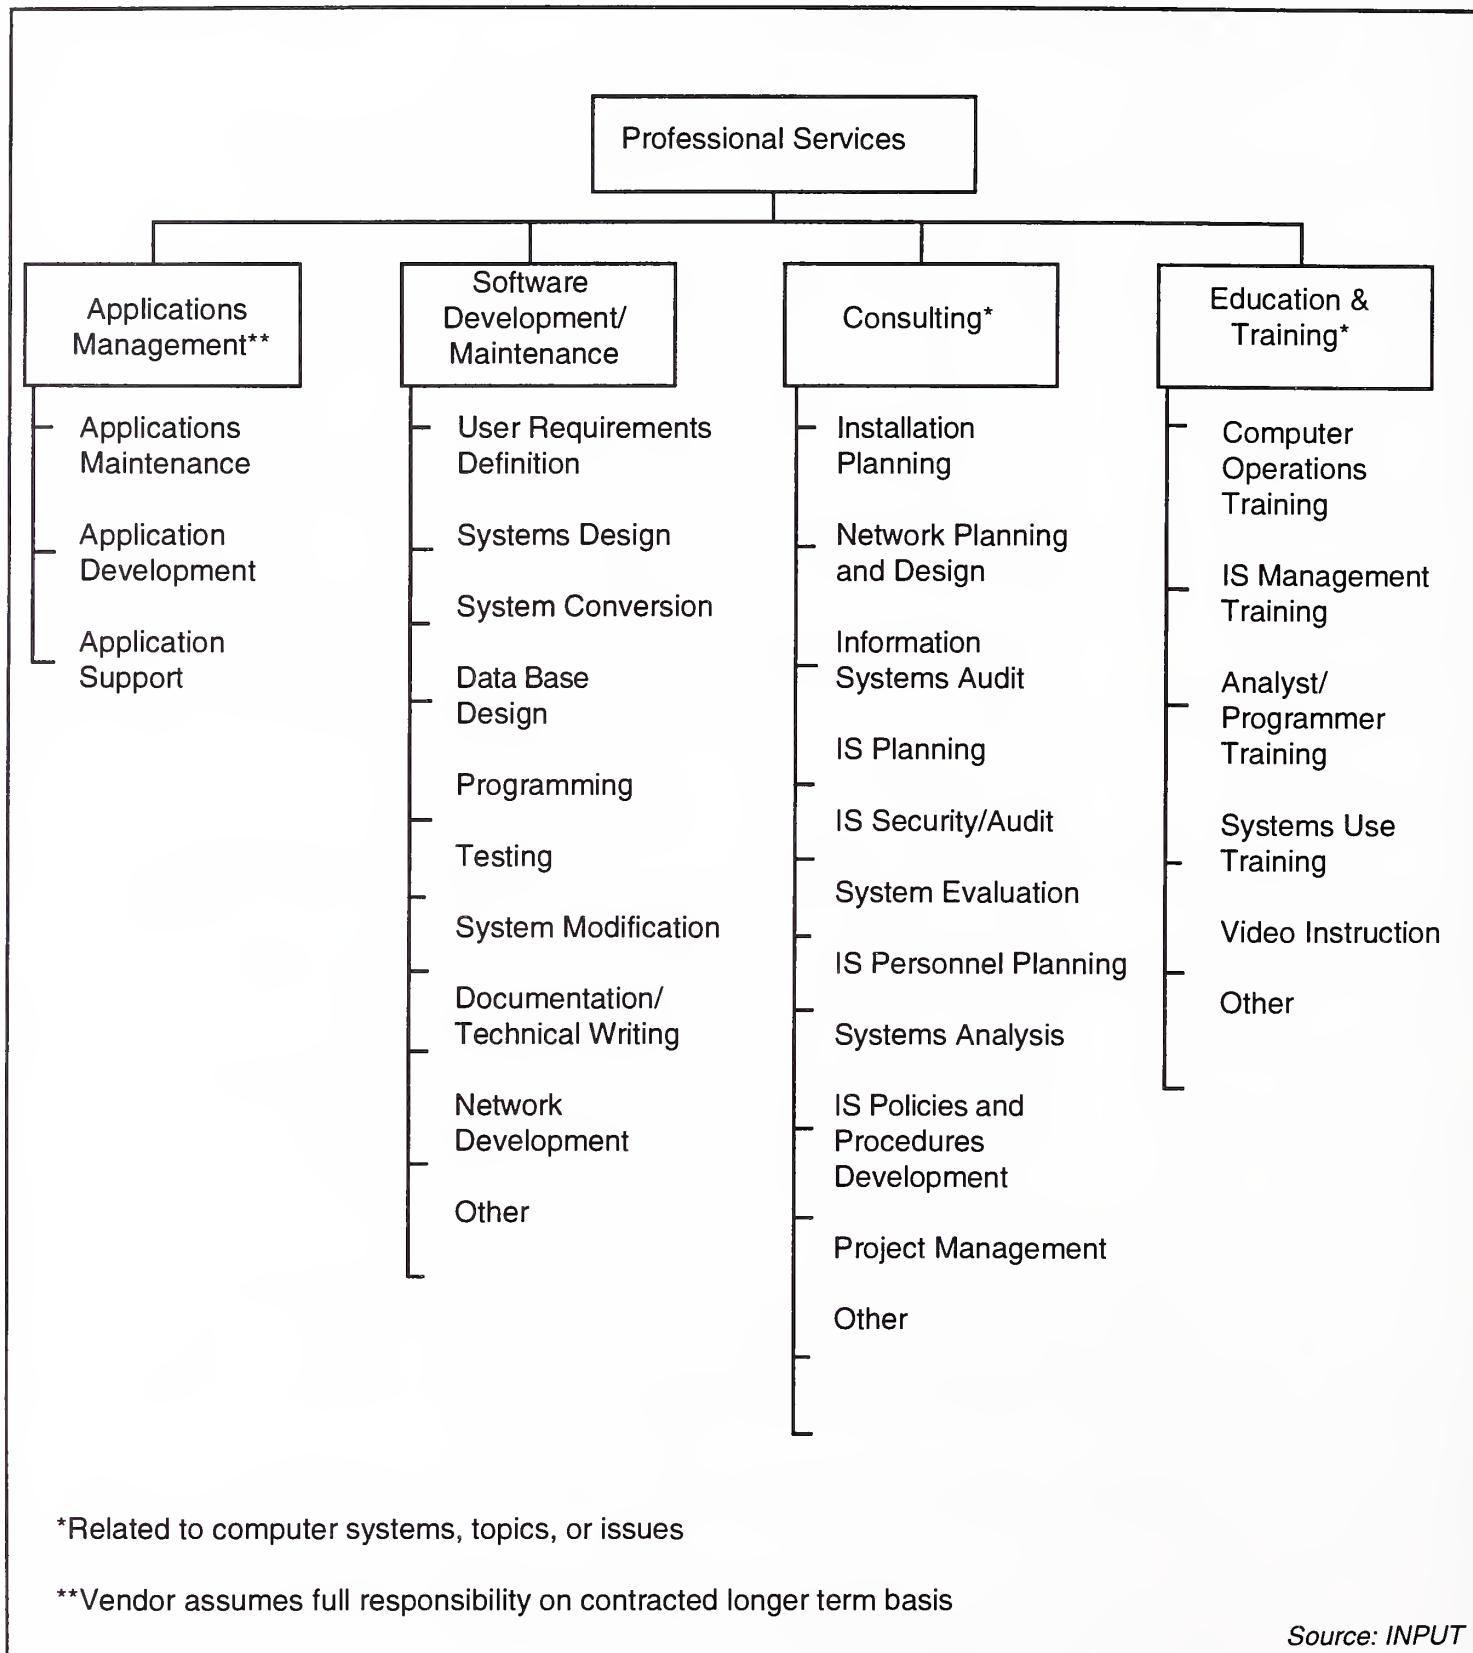 Professional Services
Applications
Management**
Applications
Maintenance
Application
Development
Application
Support
Software
Development/
Maintenance
User Requirements
Definition
Systems Design
System Conversion
Data Base
Design
Programming
Testing
System Modification
Documentation/
Technical Writing
Network
Development
Other
Consulting*
Installation
Planning
Network Planning
and Design
Information
Systems Audit
IS Planning
IS Security/Audit
System Evaluation
IS Personnel Planning
Systems Analysis
IS Policies and
Procedures
Development
Project Management
Other
Education &
Training*
Computer
Operations
Training
IS Management
Training
Analyst/
Programmer
Training
Systems Use
Training
Video Instruction
Other
*Related to computer systems, topics, or issues
**Vendor assumes full responsibility on contracted longer term basis
Source: INPUT